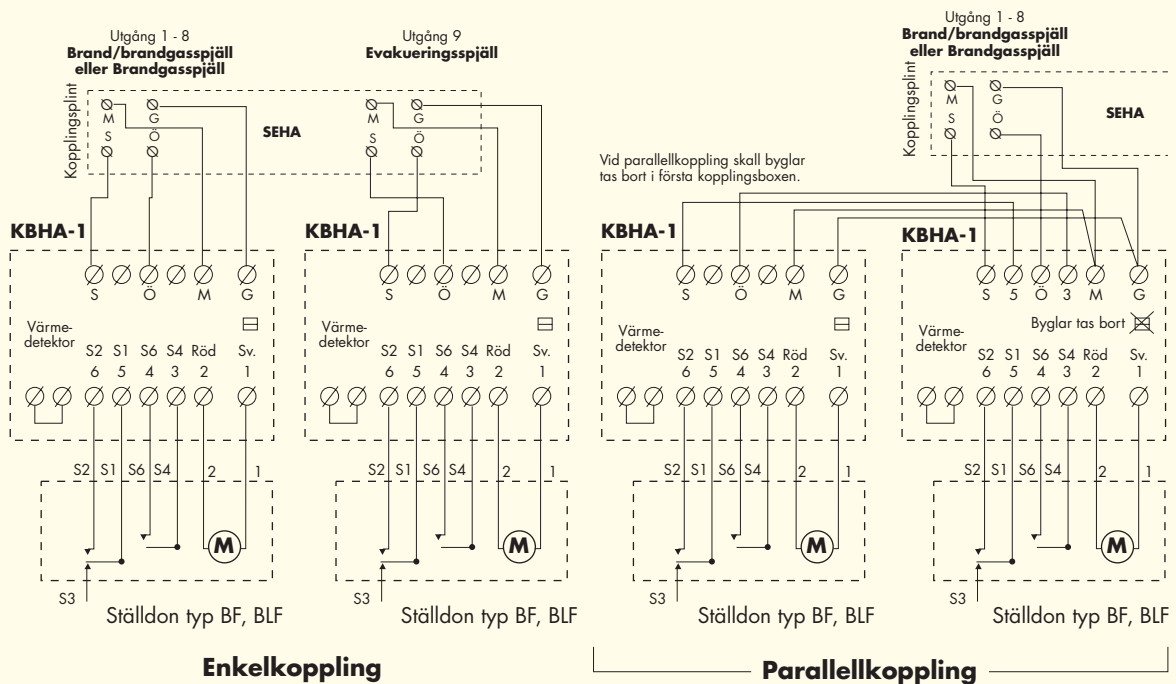 Utgång 1 - 8
Brand/brandgasspjäll
eller Brandgasspjäll
Utgång 9
Evakueringsspjäll
Kopplingsplint
M G
S Ö
SEHA
M G
S Ö
KBHA-1
S Ö M G
Värme-
detektor
S2 S1 S6 S4 Röd Sv.
6 5 4 3 2 1
S2 S1 S6 S4 2 1
M
S3
Ställdon typ BF, BLF
KBHA-1
S Ö M G
Värme-
detektor
S2 S1 S6 S4 Röd Sv.
6 5 4 3 2 1
S2 S1 S6 S4 2 1
M
S3
Ställdon typ BF, BLF
Enkelkoppling
Utgång 1 - 8
Brand/brandgasspjäll
eller Brandgasspjäll
Kopplingsplint
M G
S Ö
SEHA
Vid parallellkoppling skall byglar
tas bort i första kopplingsboxen.
KBHA-1
S Ö M G
Värme-
detektor
S2 S1 S6 S4 Röd Sv.
6 5 4 3 2 1
S2 S1 S6 S4 2 1
M
S3
Ställdon typ BF, BLF
KBHA-1
S 5 Ö 3 M G
Byglar tas bort
Värme-
detektor
S2 S1 S6 S4 Röd Sv.
6 5 4 3 2 1
S2 S1 S6 S4 2 1
M
S3
Ställdon typ BF, BLF
Parallellkoppling